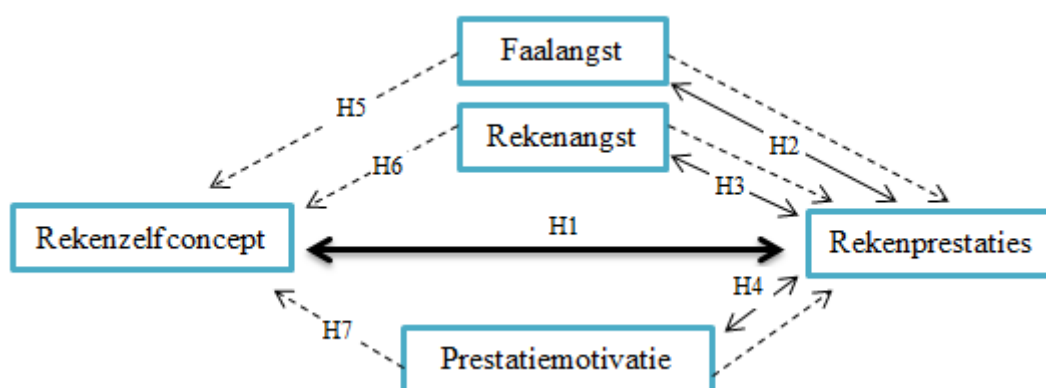 Faalangst
H5
H2
Rekenangst
H6
H3
Rekenzelfconcept
H1
Rekenprestaties
H4
H7
Prestatiemotivatie